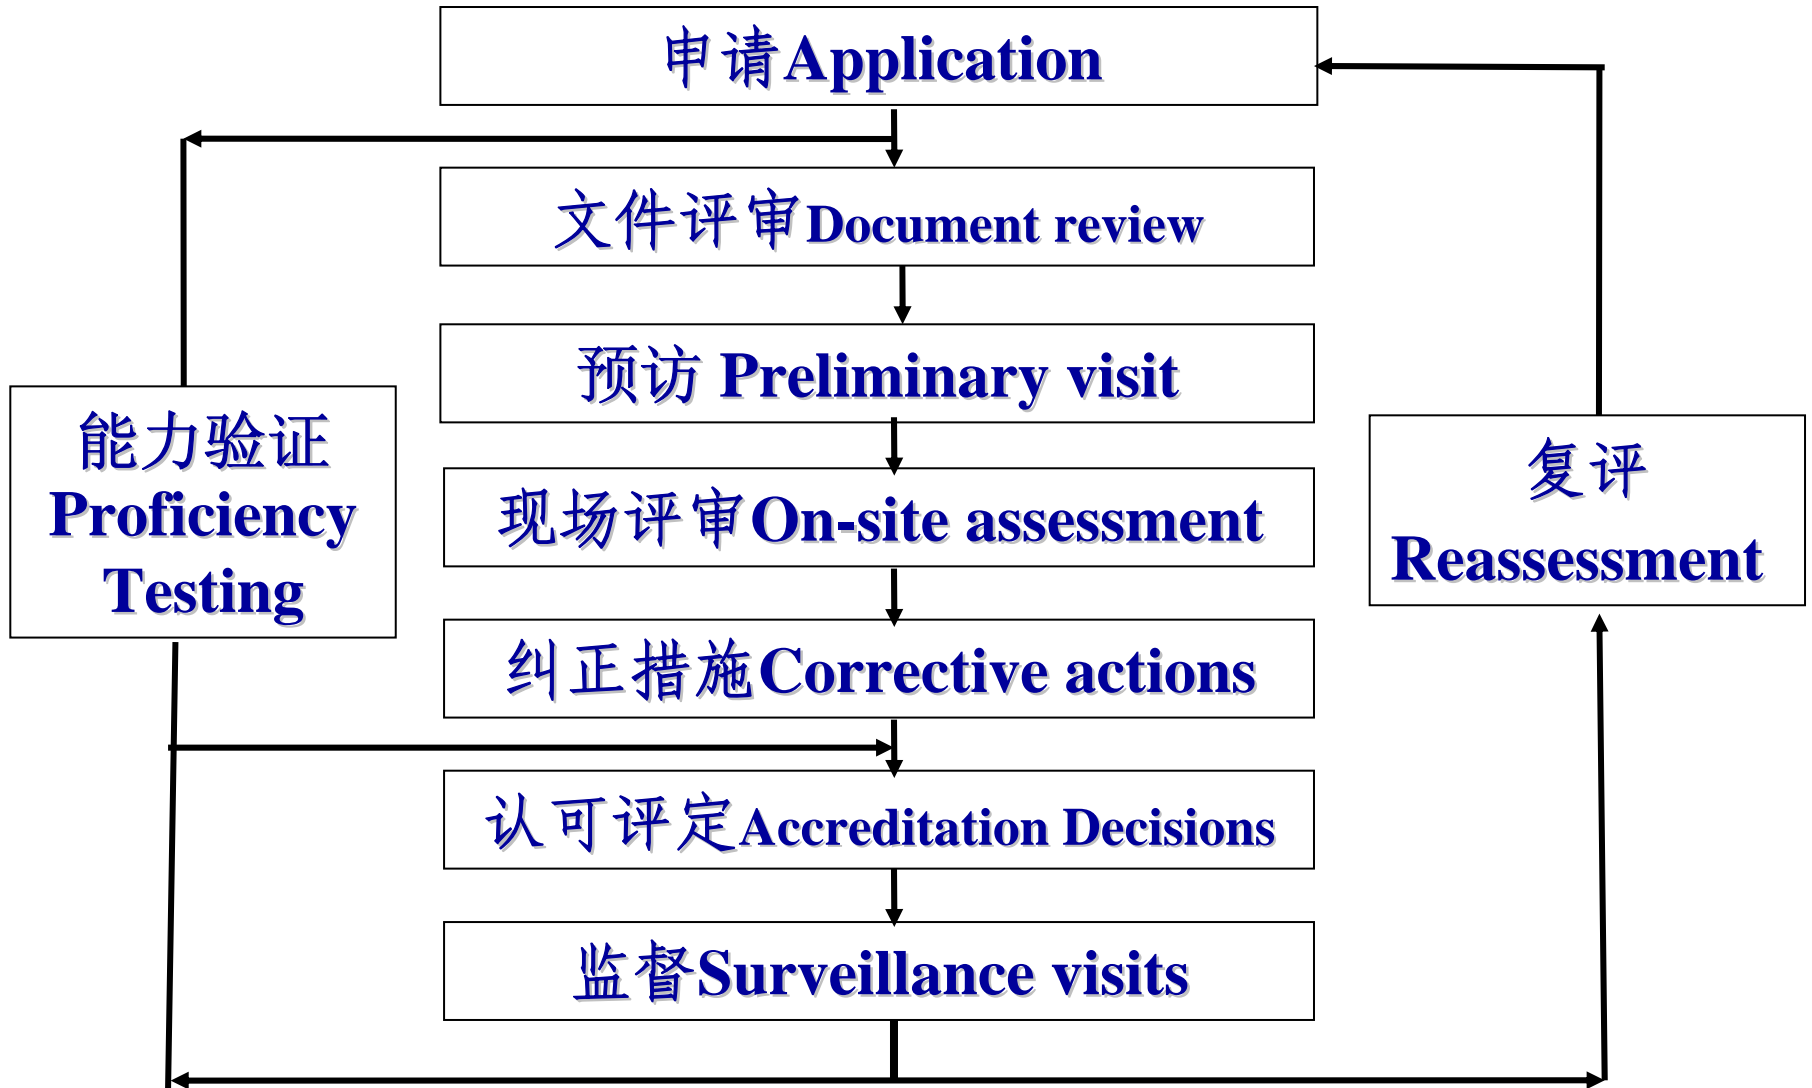 申请Application
文件评审Document review
预访 Preliminary visit
能力验证
Proficiency
Testing
现场评审On-site assessment
复评
Reassessment
纠正措施Corrective actions
认可评定Accreditation Decisions
监督Surveillance visits